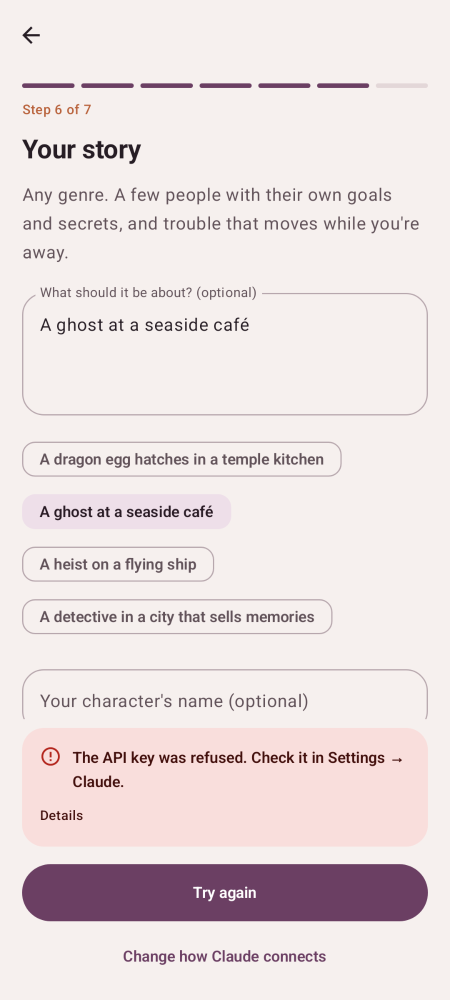 Step 6 of 7
Your story
Any genre. A few people with their own goals
and secrets, and trouble that moves while you're
away.
What should it be about? (optional)
A ghost at a seaside café
A dragon egg hatches in a temple kitchen
A ghost at a seaside café
A heist on a flying ship
A detective in a city that sells memories
Your character's name (optional)
The API key was refused. Check it in Settings →
Claude.
Details
Try again
Change how Claude connects